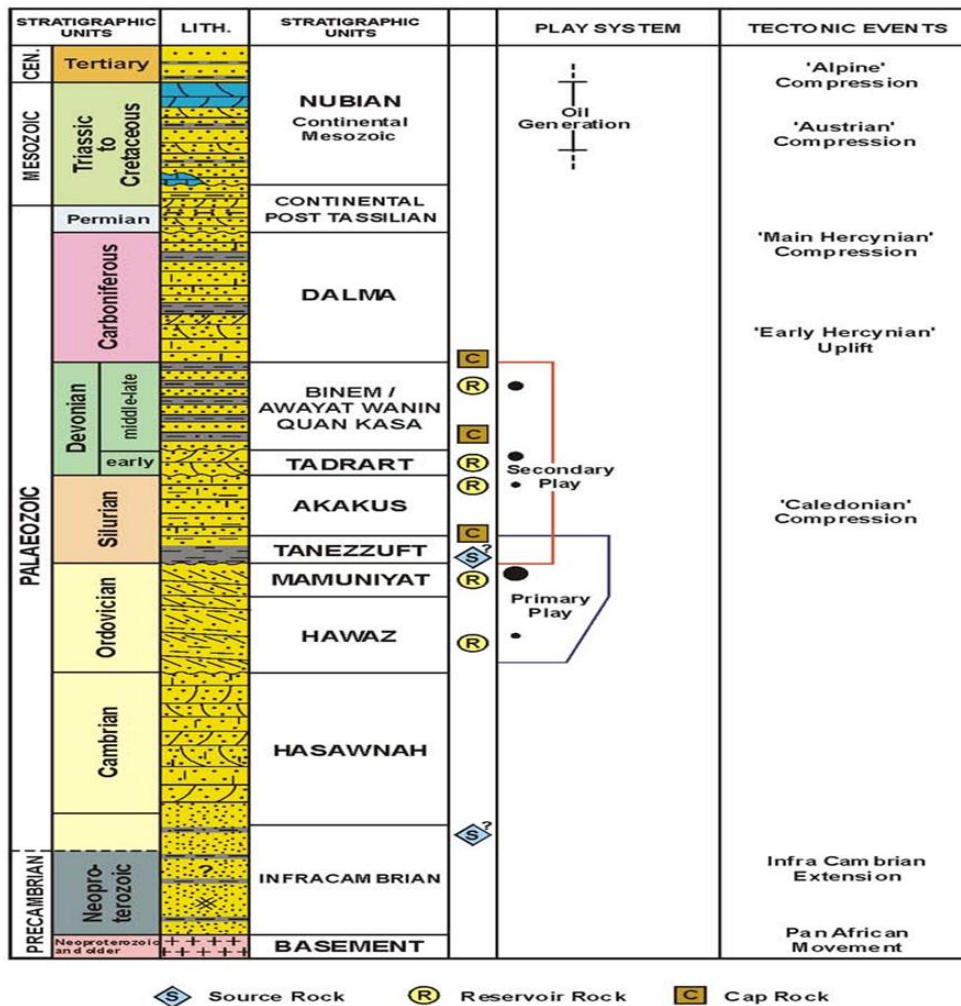 STRATIGRAPHIC
UNITS
LITH.
STRATIGRAPHIC
UNITS
PLAY SYSTEM
TECTONIC EVENTS
CEN.
Tertiary
MESOZOIC
Triassic
to
Cretaceous
NUBIAN
Continental
Mesozoic
Oil
Generation
'Alpine'
Compression
'Austrian'
Compression
CONTINENTAL
POST TASSILIAN
PALAEOZOIC
Permian
'Main Hercynian'
Compression
Carboniferous
DALMA
'Early Hercynian'
Uplift
C
Devonian
middle-late
BINEM /
AWAYAT WANIN
QUAN KASA
R
C
early
TADRART
R
Secondary
Play
Silurian
AKAKUS
R
'Caledonian'
Compression
C
TANEZZUFT
S ?
Ordovician
MAMUNIYAT
R
Primary
Play
HAWAZ
R
Cambrian
HASAWNAH
S ?
PRECAMBRIAN
Neopro-
terozoic
?
INFRACAMBRIAN
Infra Cambrian
Extension
Neoproterozoic
and older
BASEMENT
Pan African
Movement
S Source Rock
R Reservoir Rock
C Cap Rock